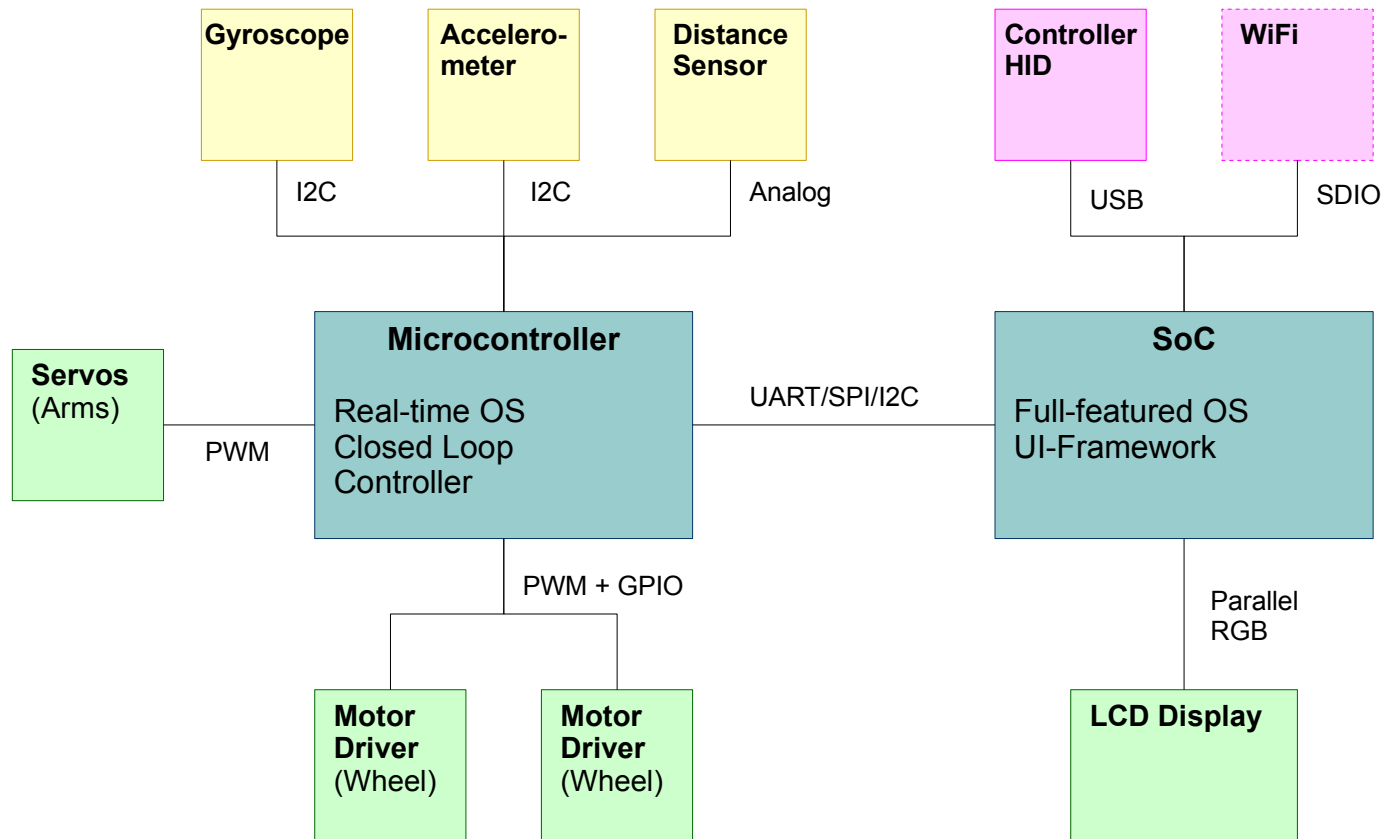 Gyroscope
Accelero-
meter
Distance
Sensor
Controller
HID
WiFi
I2C
I2C
Analog
USB
SDIO
Microcontroller
Real-time OS
Closed Loop
Controller
SoC
Full-featured OS
UI-Framework
Servos
(Arms)
PWM
UART/SPI/I2C
PWM + GPIO
Parallel
RGB
Motor
Driver
(Wheel)
Motor
Driver
(Wheel)
LCD Display